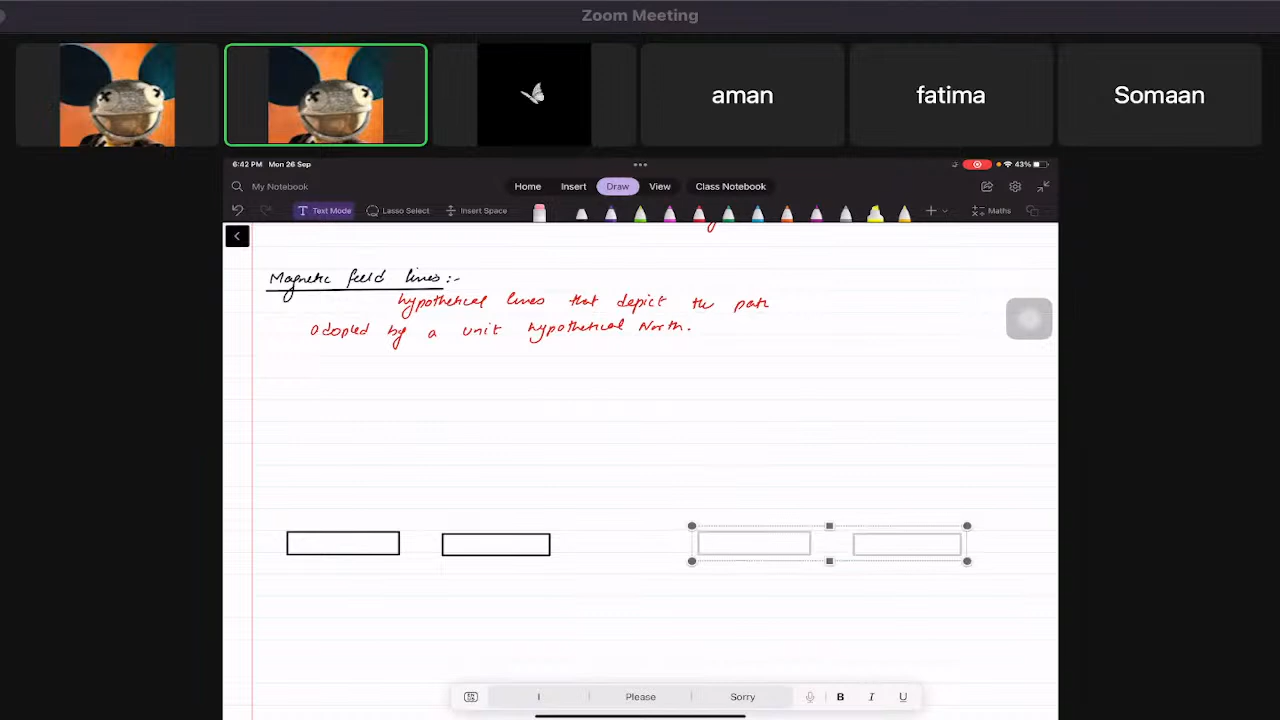 Zoom Meeting
aman
fatima
Somaan
6:42 PM Mon 26 Sep
43%
My Notebook
Home
Insert
Draw
View
Class Notebook
Text Mode
Lasso Select
Insert Space
Maths
Magnetic field lines:-
hypothetical lines that depict the path
adopted by a unit hypothetical North.
I
Please
Sorry
B
I
U